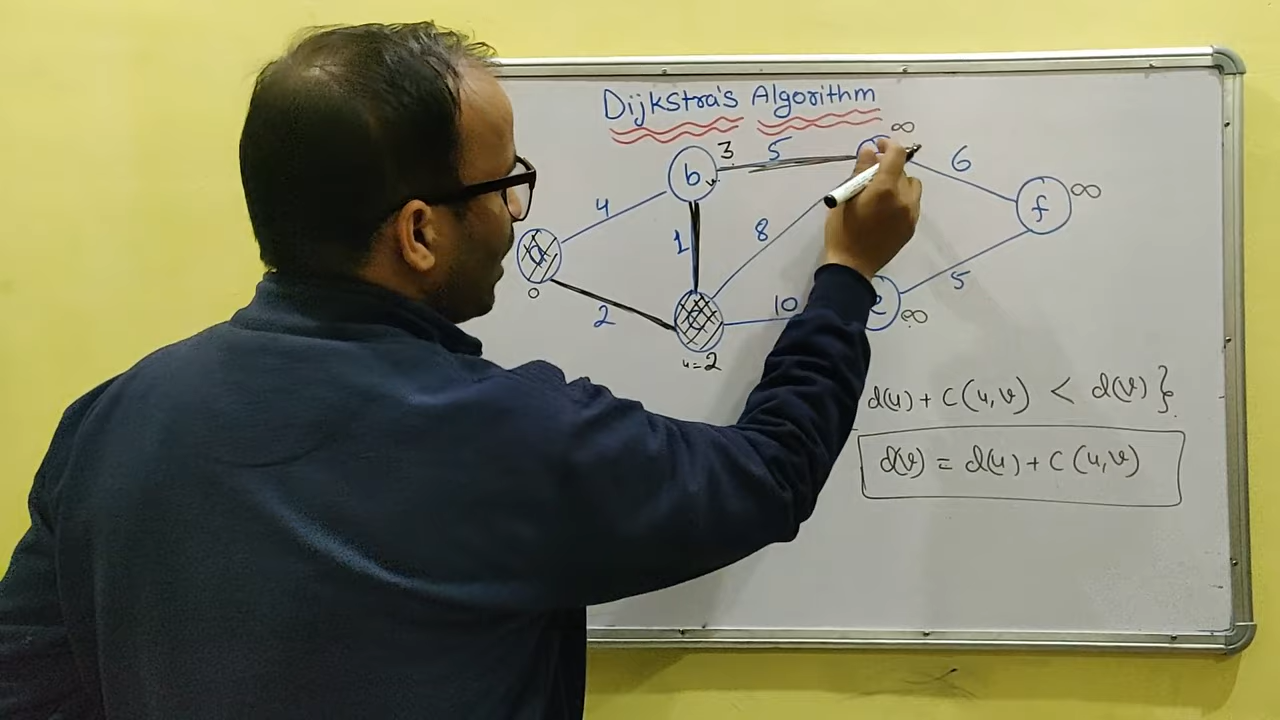 Dijkstra's Algorithm
∞
3
5
6
b
f
∞
4
8
1
a
0
2
c
10
e
∞
5
u=2
d(u) + C(u,v) < d(v) }
d(v) = d(u) + C(u,v)